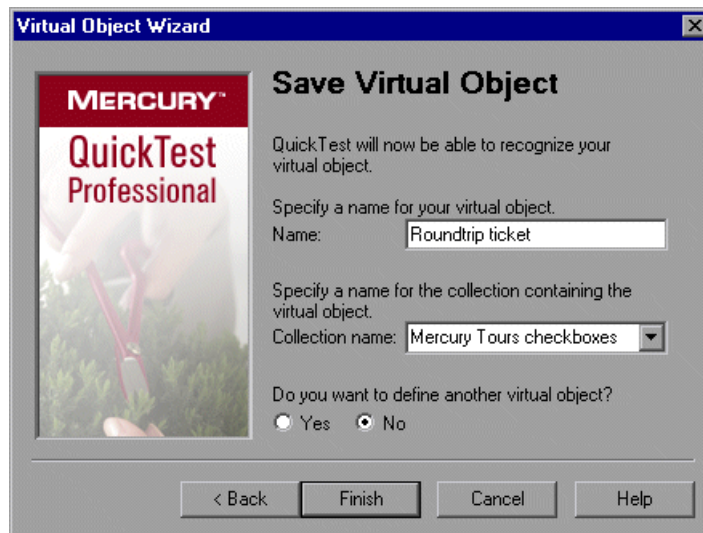 Virtual Object Wizard
MERCURY™
QuickTest
Professional
Save Virtual Object
QuickTest will now be able to recognize your
virtual object.
Specify a name for your virtual object.
Name: Roundtrip ticket
Specify a name for the collection containing the
virtual object.
Collection name: Mercury Tours checkboxes
Do you want to define another virtual object?
Yes No
< Back Finish Cancel Help